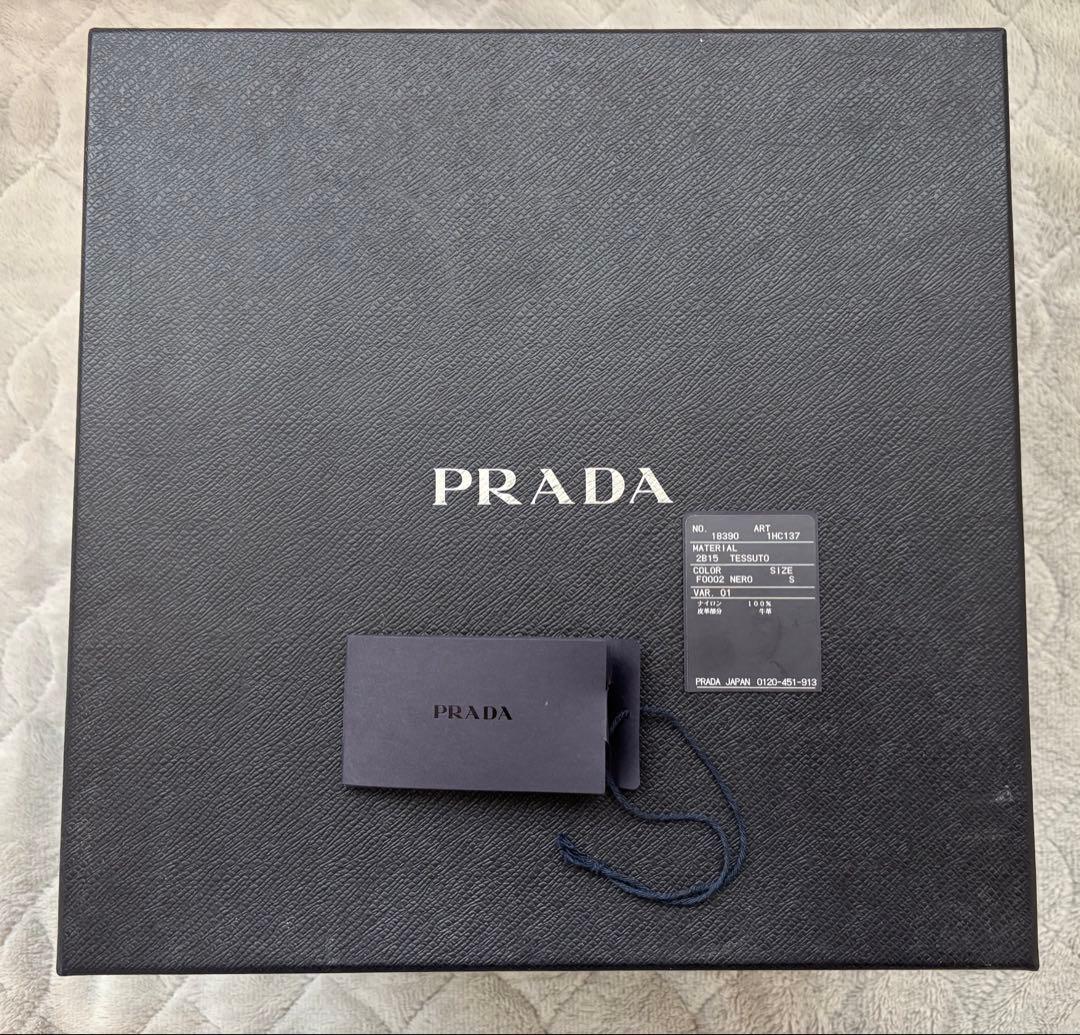 PRADA
NO. ART
18390 1HC137
MATERIAL
2B15 TESSUTO
COLOR SIZE
F0002 NERO S
VAR. 01
ナイロン 100%
皮革部分 牛革
PRADA JAPAN 0120-451-913
PRADA